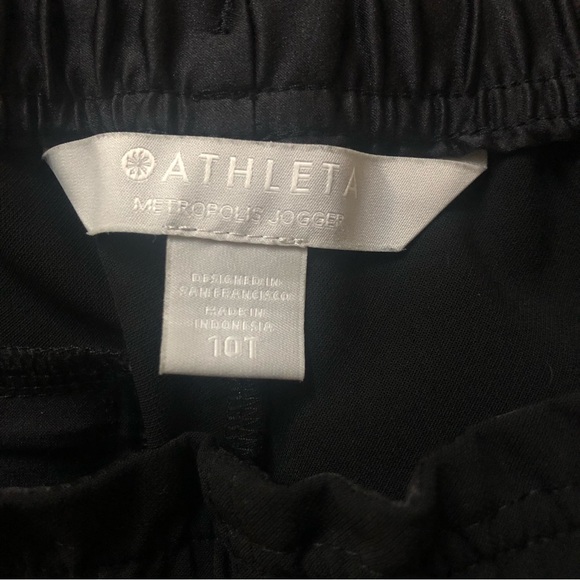 ATHLETA
METROPOLIS JOGGER
DESIGNED IN
SAN FRANCISCO
MADE IN
INDONESIA
10T